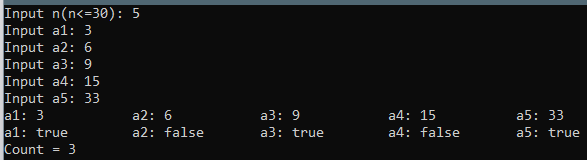 Input n(n<=30): 5
Input a1: 3
Input a2: 6
Input a3: 9
Input a4: 15
Input a5: 33
a1: 3 a2: 6 a3: 9 a4: 15 a5: 33
a1: true a2: false a3: true a4: false a5: true
Count = 3